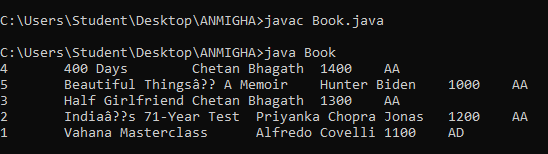 C:\Users\Student\Desktop\ANMIGHA>javac Book.java
C:\Users\Student\Desktop\ANMIGHA>java Book
4 400 Days Chetan Bhagath 1400 AA
5 Beautiful Thingsâ?? A Memoir Hunter Biden 1000 AA
3 Half Girlfriend Chetan Bhagath 1300 AA
2 Indiaâ??s 71-Year Test Priyanka Chopra Jonas 1200 AA
1 Vahana Masterclass Alfredo Covelli 1100 AD